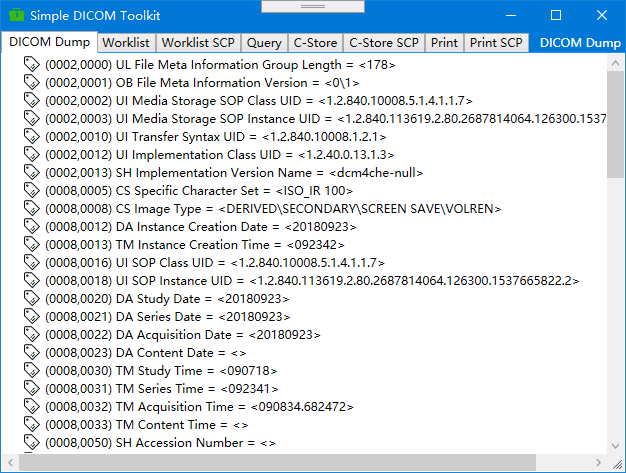 Simple DICOM Toolkit
DICOM Dump Worklist Worklist SCP Query C-Store C-Store SCP Print Print SCP DICOM Dump
(0002,0000) UL File Meta Information Group Length = <178>
(0002,0001) OB File Meta Information Version = <0\1>
(0002,0002) UI Media Storage SOP Class UID = <1.2.840.10008.5.1.4.1.1.7>
(0002,0003) UI Media Storage SOP Instance UID = <1.2.840.113619.2.80.2687814064.126300.1537
(0002,0010) UI Transfer Syntax UID = <1.2.840.10008.1.2.1>
(0002,0012) UI Implementation Class UID = <1.2.40.0.13.1.3>
(0002,0013) SH Implementation Version Name = <dcm4che-null>
(0008,0005) CS Specific Character Set = <ISO_IR 100>
(0008,0008) CS Image Type = <DERIVED\SECONDARY\SCREEN SAVE\VOLREN>
(0008,0012) DA Instance Creation Date = <20180923>
(0008,0013) TM Instance Creation Time = <092342>
(0008,0016) UI SOP Class UID = <1.2.840.10008.5.1.4.1.1.7>
(0008,0018) UI SOP Instance UID = <1.2.840.113619.2.80.2687814064.126300.1537665822.2>
(0008,0020) DA Study Date = <20180923>
(0008,0021) DA Series Date = <20180923>
(0008,0022) DA Acquisition Date = <20180923>
(0008,0023) DA Content Date = <>
(0008,0030) TM Study Time = <090718>
(0008,0031) TM Series Time = <092341>
(0008,0032) TM Acquisition Time = <090834.682472>
(0008,0033) TM Content Time = <>
(0008,0050) SH Accession Number = <>